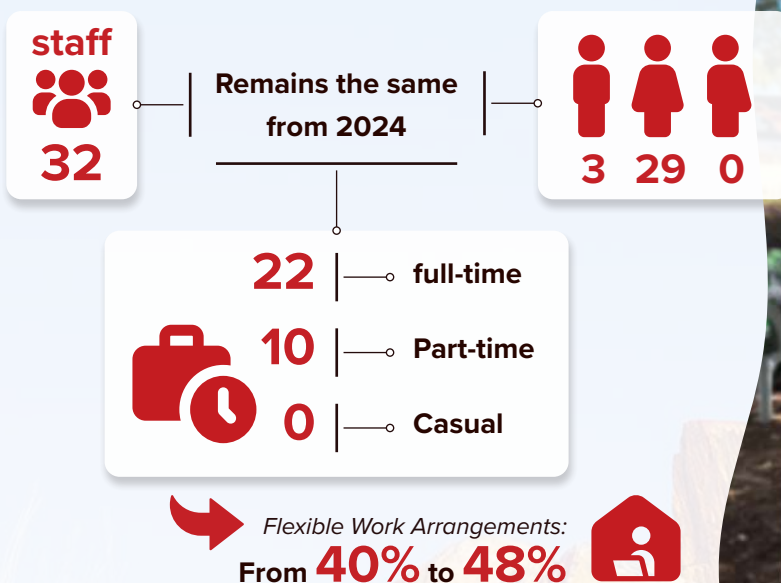 staff
32
Remains the same
from 2024
3 29 0
22 full-time
10 Part-time
0 Casual
Flexible Work Arrangements:
From 40% to 48%